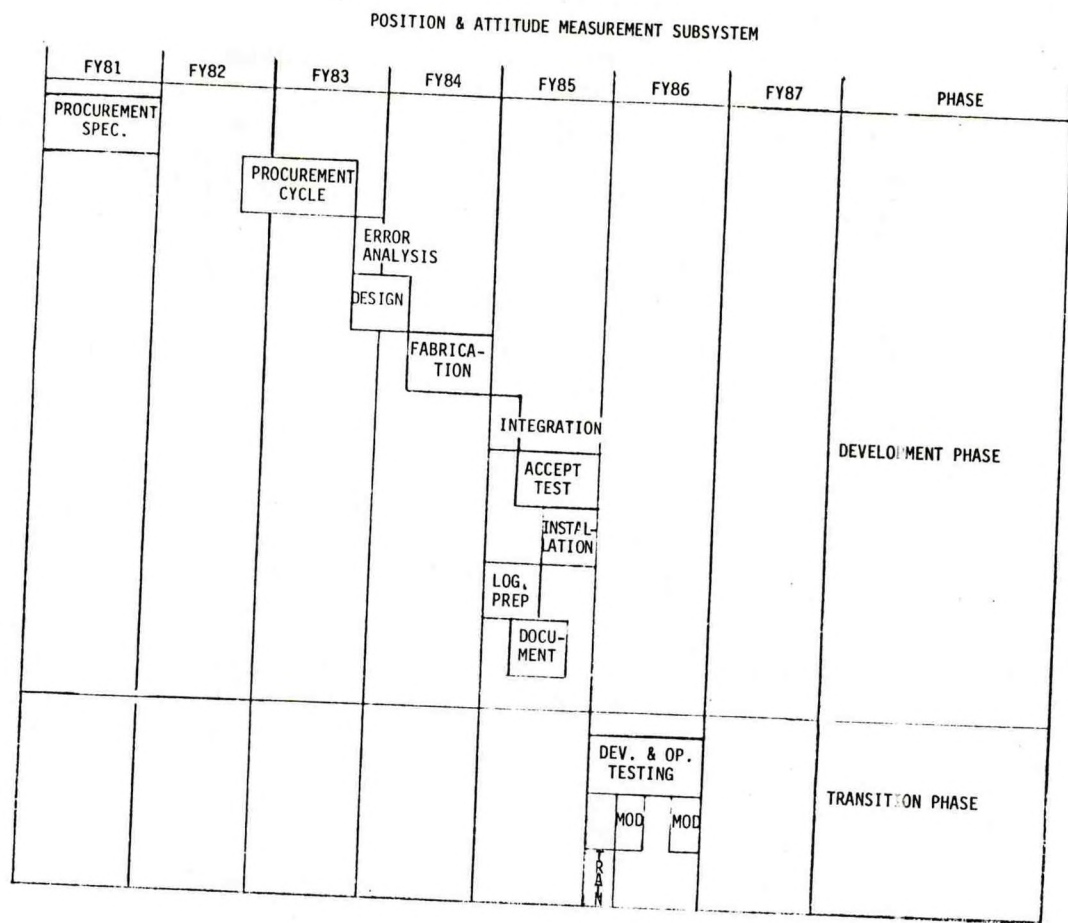 POSITION & ATTITUDE MEASUREMENT SUBSYSTEM
FY81 FY82 FY83 FY84 FY85 FY86 FY87 PHASE
PROCUREMENT
SPEC.
PROCUREMENT
CYCLE
ERROR
ANALYSIS
DESIGN
FABRICA-
TION
INTEGRATION
DEVELOPMENT PHASE
ACCEPT
TEST
INSTAL-
LATION
LOG.
PREP
DOCU-
MENT
DEV. & OP.
TESTING
TRANSITION PHASE
MOD MOD
TRAIN